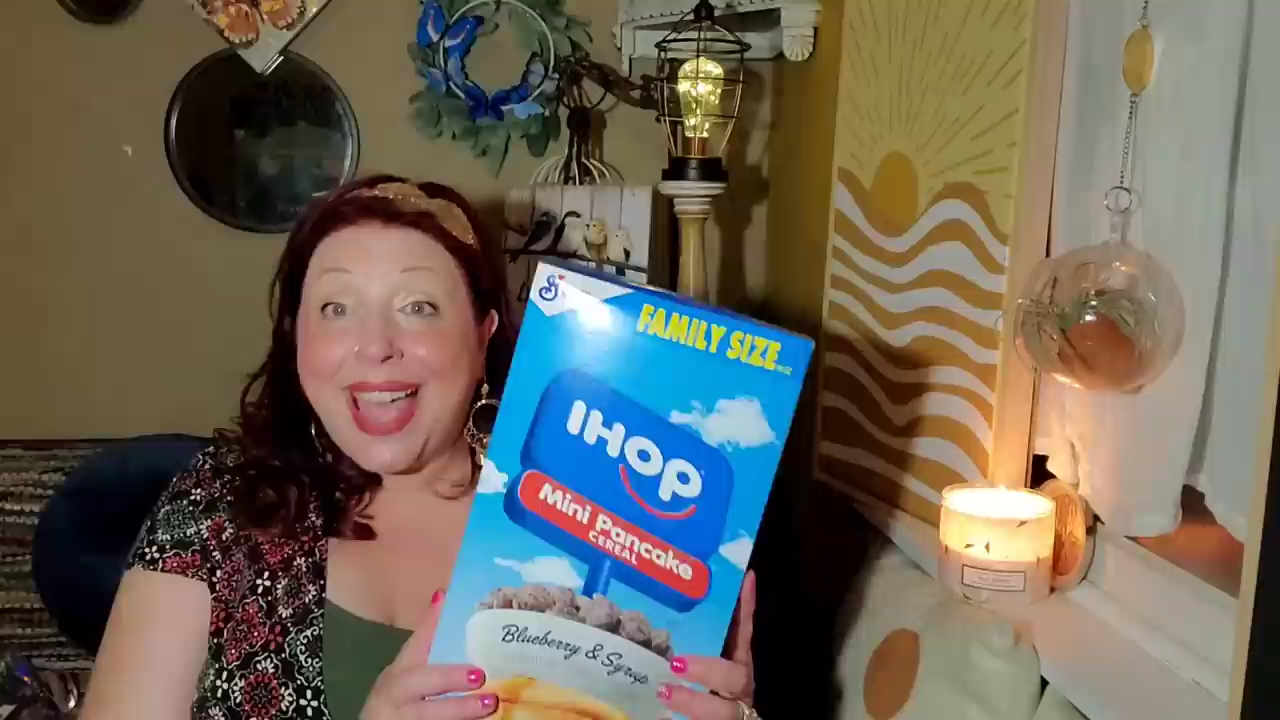 FAMILY SIZE
IHOP
Mini Pancake
CEREAL
Blueberry & Syrup